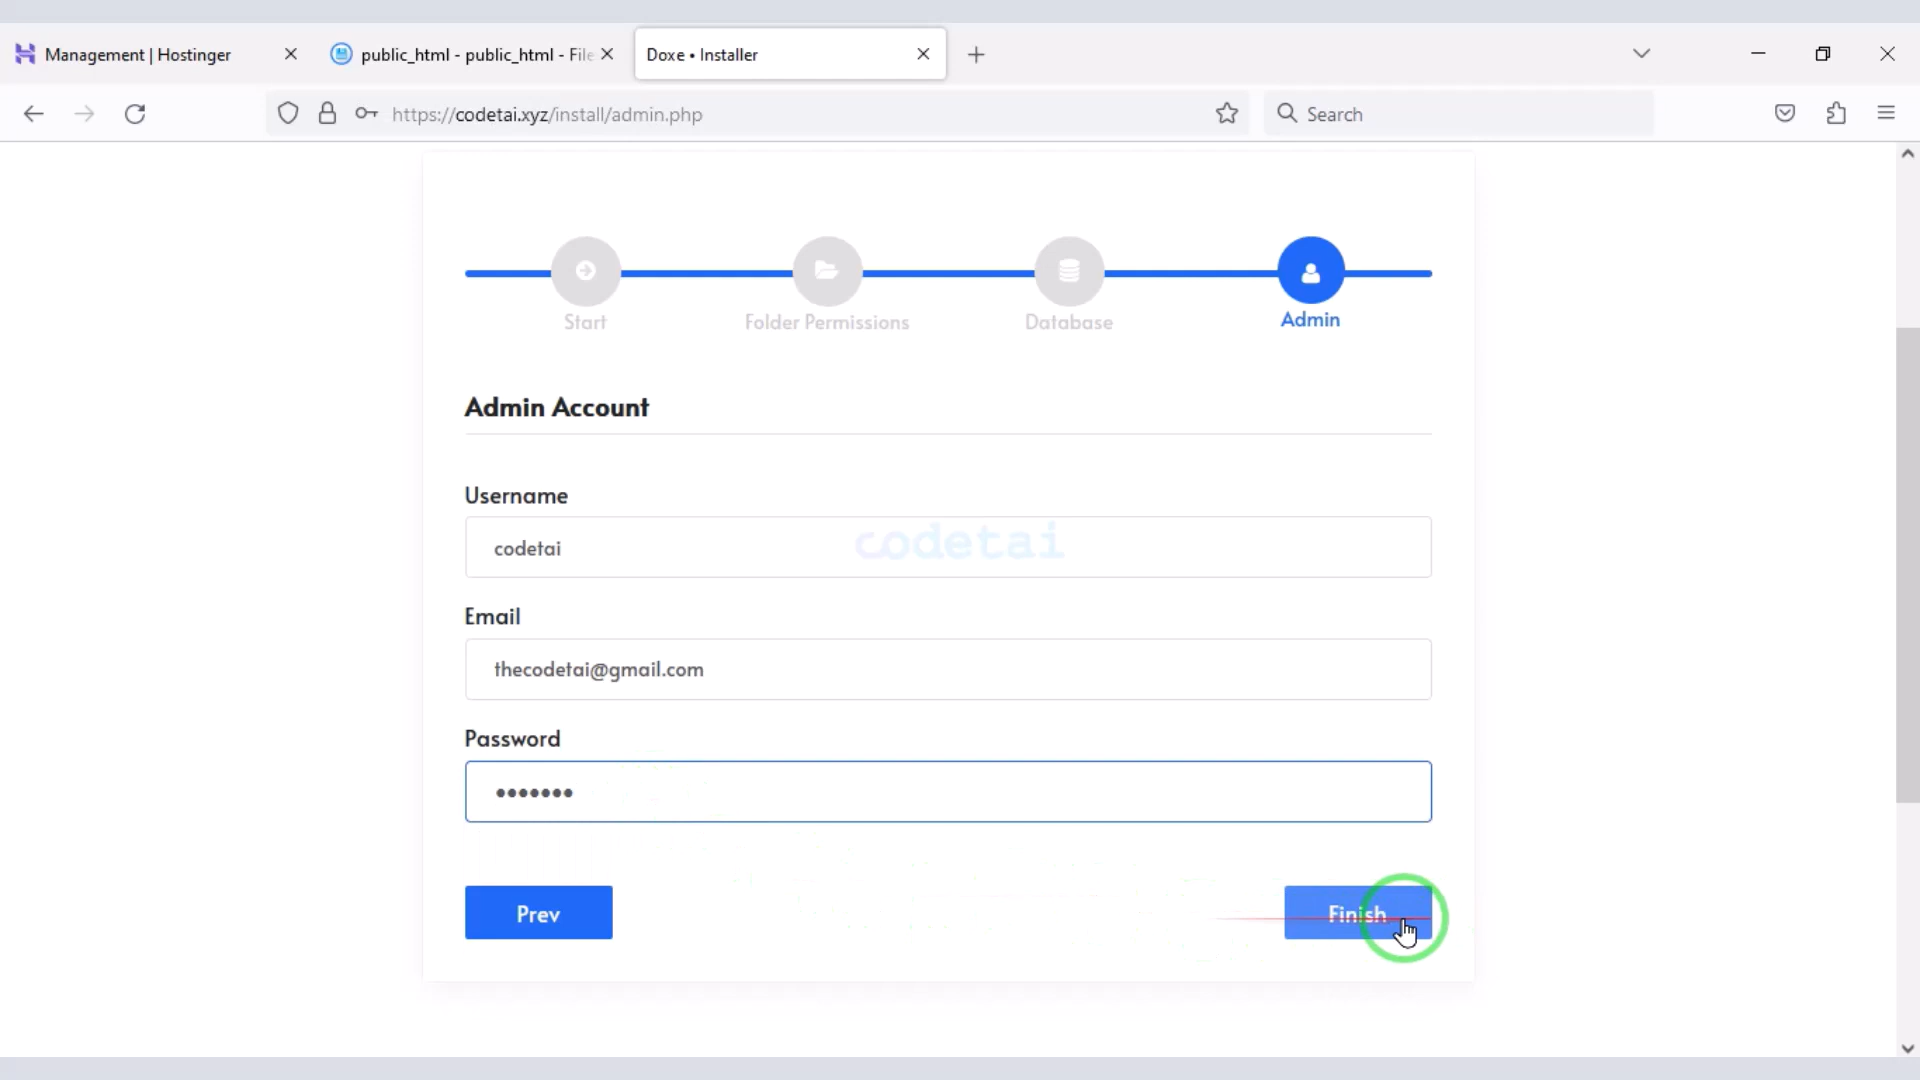 Management | Hostinger
public_html - public_html - File
Doxe • Installer
https://codetai.xyz/install/admin.php
Search
Start
Folder Permissions
Database
Admin
Admin Account
Username
codetai
codetai
Email
thecodetai@gmail.com
Password
•••••••
Prev
Finish